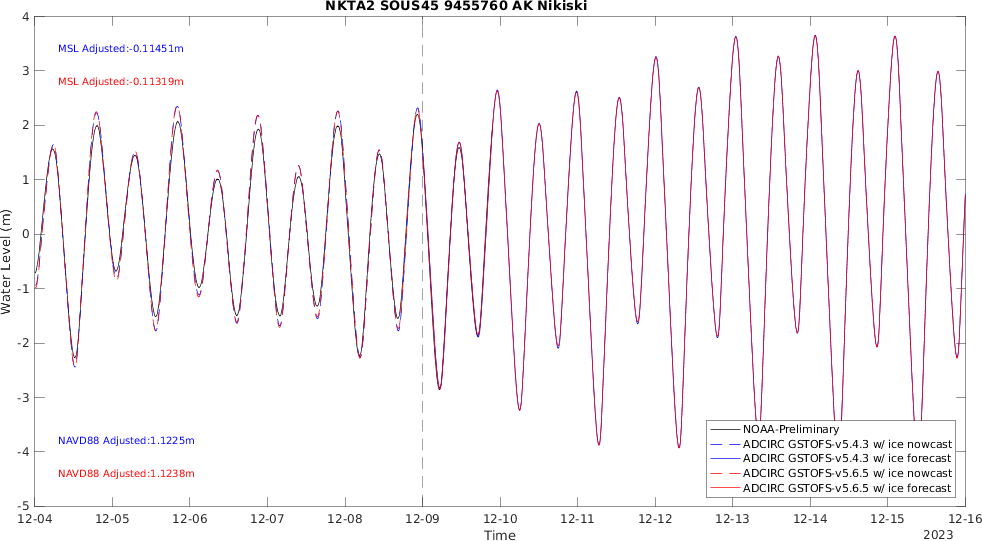 NKTA2 SOUS45 9455760 AK Nikiski
4
3
2
1
0
-1
-2
-3
-4
-5
Water Level (m)
MSL Adjusted:-0.11451m
MSL Adjusted:-0.11319m
NAVD88 Adjusted:1.1225m
NAVD88 Adjusted:1.1238m
NOAA-Preliminary
ADCIRC GSTOFS-v5.4.3 w/ ice nowcast
ADCIRC GSTOFS-v5.4.3 w/ ice forecast
ADCIRC GSTOFS-v5.6.5 w/ ice nowcast
ADCIRC GSTOFS-v5.6.5 w/ ice forecast
12-04 12-05 12-06 12-07 12-08 12-09 12-10 12-11 12-12 12-13 12-14 12-15 12-16
Time
2023